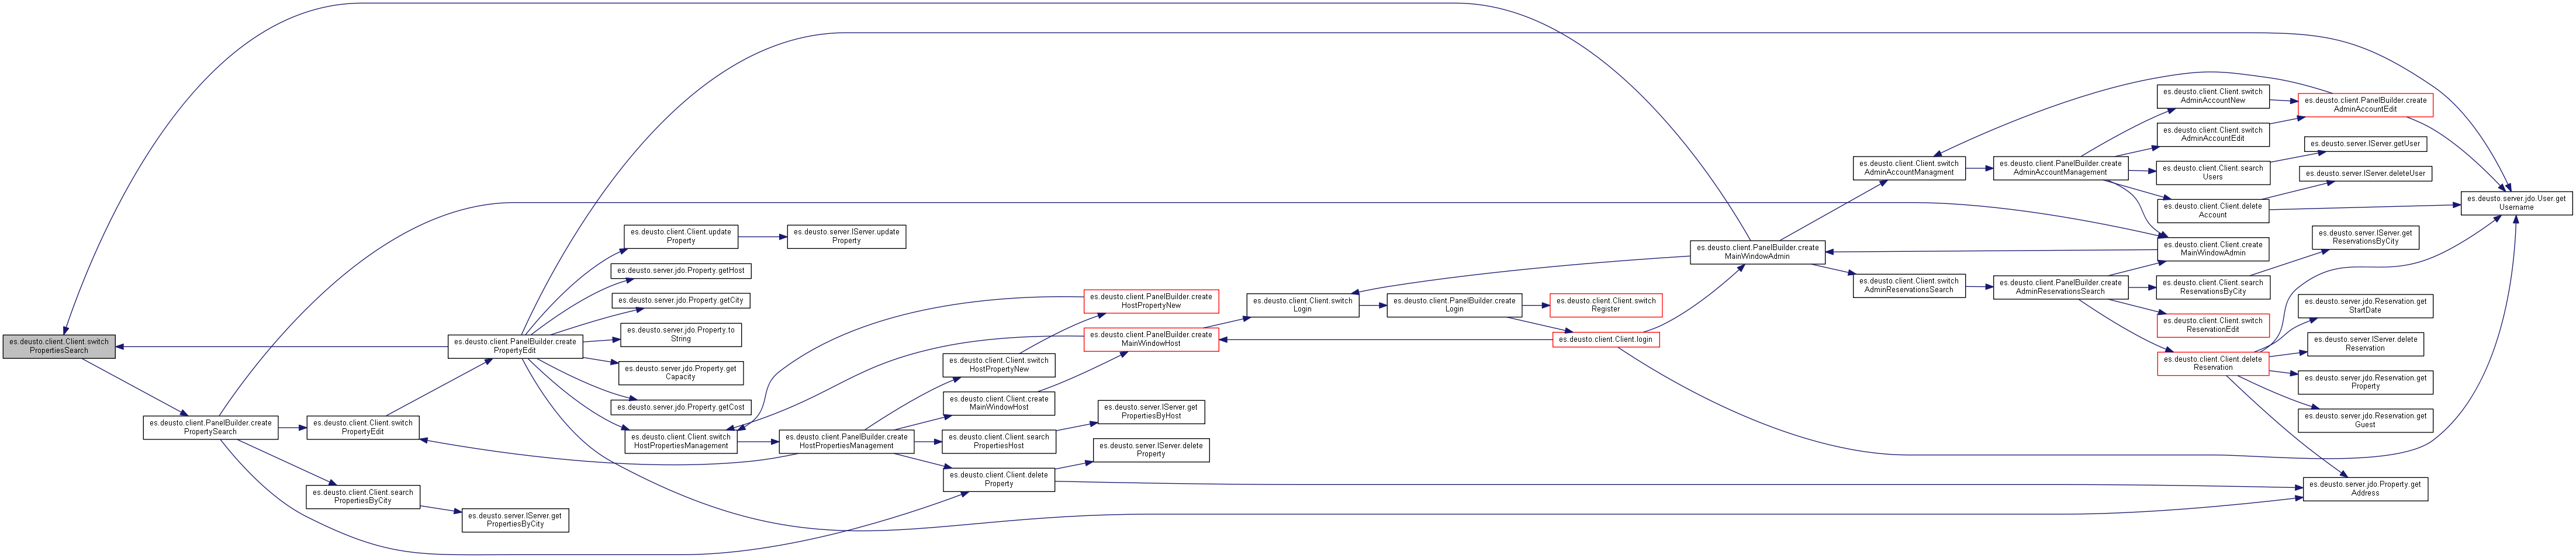 es.deusto.client.Client.switch
PropertiesSearch
es.deusto.client.PanelBuilder.create
PropertySearch
es.deusto.client.Client.switch
PropertyEdit
es.deusto.client.Client.search
PropertiesByCity
es.deusto.client.PanelBuilder.create
PropertyEdit
es.deusto.server.IServer.get
PropertiesByCity
es.deusto.client.Client.update
Property
es.deusto.server.jdo.Property.getHost
es.deusto.server.jdo.Property.getCity
es.deusto.server.jdo.Property.to
String
es.deusto.server.jdo.Property.get
Capacity
es.deusto.server.jdo.Property.getCost
es.deusto.client.Client.switch
HostPropertiesManagement
es.deusto.server.IServer.update
Property
es.deusto.client.PanelBuilder.create
HostPropertiesManagement
es.deusto.client.Client.switch
HostPropertyNew
es.deusto.client.Client.create
MainWindowHost
es.deusto.client.Client.search
PropertiesHost
es.deusto.client.Client.delete
Property
es.deusto.client.PanelBuilder.create
HostPropertyNew
es.deusto.client.PanelBuilder.create
MainWindowHost
es.deusto.server.IServer.get
PropertiesByHost
es.deusto.server.IServer.delete
Property
es.deusto.client.Client.switch
Login
es.deusto.client.PanelBuilder.create
Login
es.deusto.client.Client.switch
Register
es.deusto.client.Client.login
es.deusto.client.PanelBuilder.create
MainWindowAdmin
es.deusto.client.Client.switch
AdminAccountManagment
es.deusto.client.Client.switch
AdminReservationsSearch
es.deusto.client.PanelBuilder.create
AdminAccountManagement
es.deusto.client.PanelBuilder.create
AdminReservationsSearch
es.deusto.client.Client.switch
AdminAccountNew
es.deusto.client.Client.switch
AdminAccountEdit
es.deusto.client.Client.search
Users
es.deusto.client.Client.delete
Account
es.deusto.client.Client.create
MainWindowAdmin
es.deusto.client.Client.search
ReservationsByCity
es.deusto.client.Client.switch
ReservationEdit
es.deusto.client.Client.delete
Reservation
es.deusto.client.PanelBuilder.create
AdminAccountEdit
es.deusto.server.IServer.getUser
es.deusto.server.IServer.deleteUser
es.deusto.server.IServer.get
ReservationsByCity
es.deusto.server.jdo.Reservation.get
StartDate
es.deusto.server.IServer.delete
Reservation
es.deusto.server.jdo.Reservation.get
Property
es.deusto.server.jdo.Reservation.get
Guest
es.deusto.server.jdo.Property.get
Address
es.deusto.server.jdo.User.get
Username